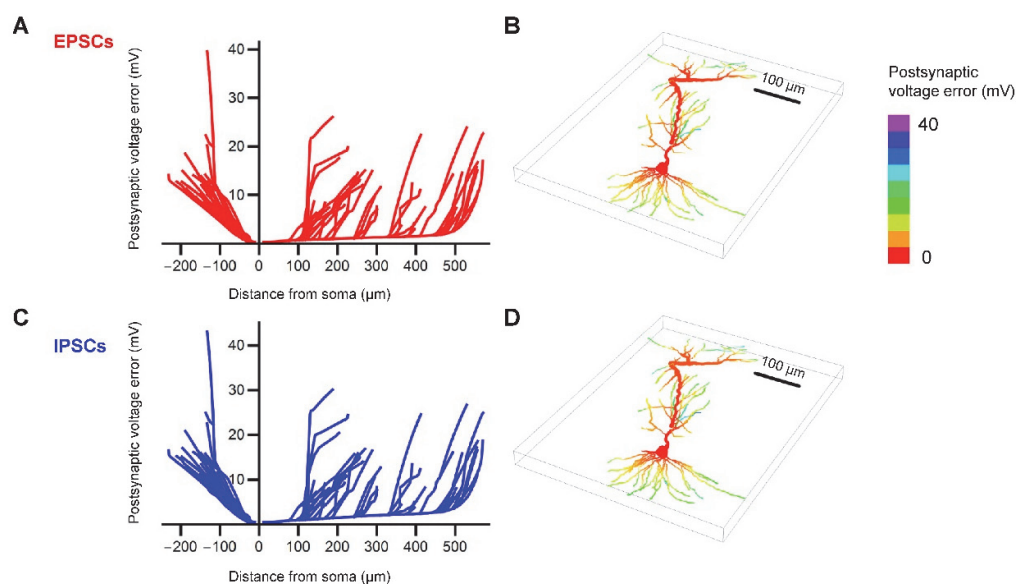 A
EPSCs
Postsynaptic voltage error (mV)
40
30
20
10
−200 −100 0 100 200 300 400 500
Distance from soma (µm)
B
100 µm
Postsynaptic
voltage error (mV)
40
0
C
IPSCs
Postsynaptic voltage error (mV)
40
30
20
10
−200 −100 0 100 200 300 400 500
Distance from soma (µm)
D
100 µm